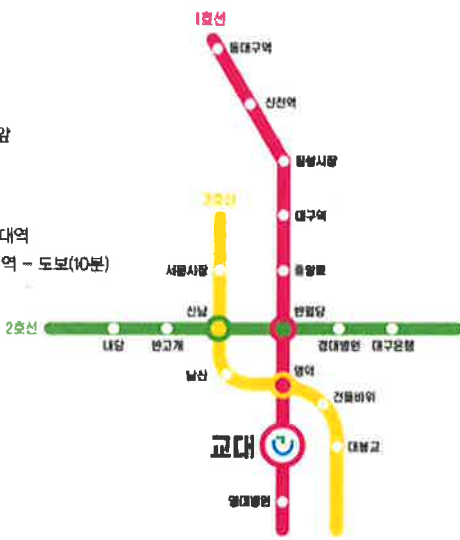 1호선
동대구역
신천역
앞
칠성시장
3호선
대구역
대역
역 - 도보(10분)
서문시장
중앙로
신남
반월당
2호선
내당
반고개
경대병원
대구은행
남산
명덕
건들바위
교대
대봉교
영대병원